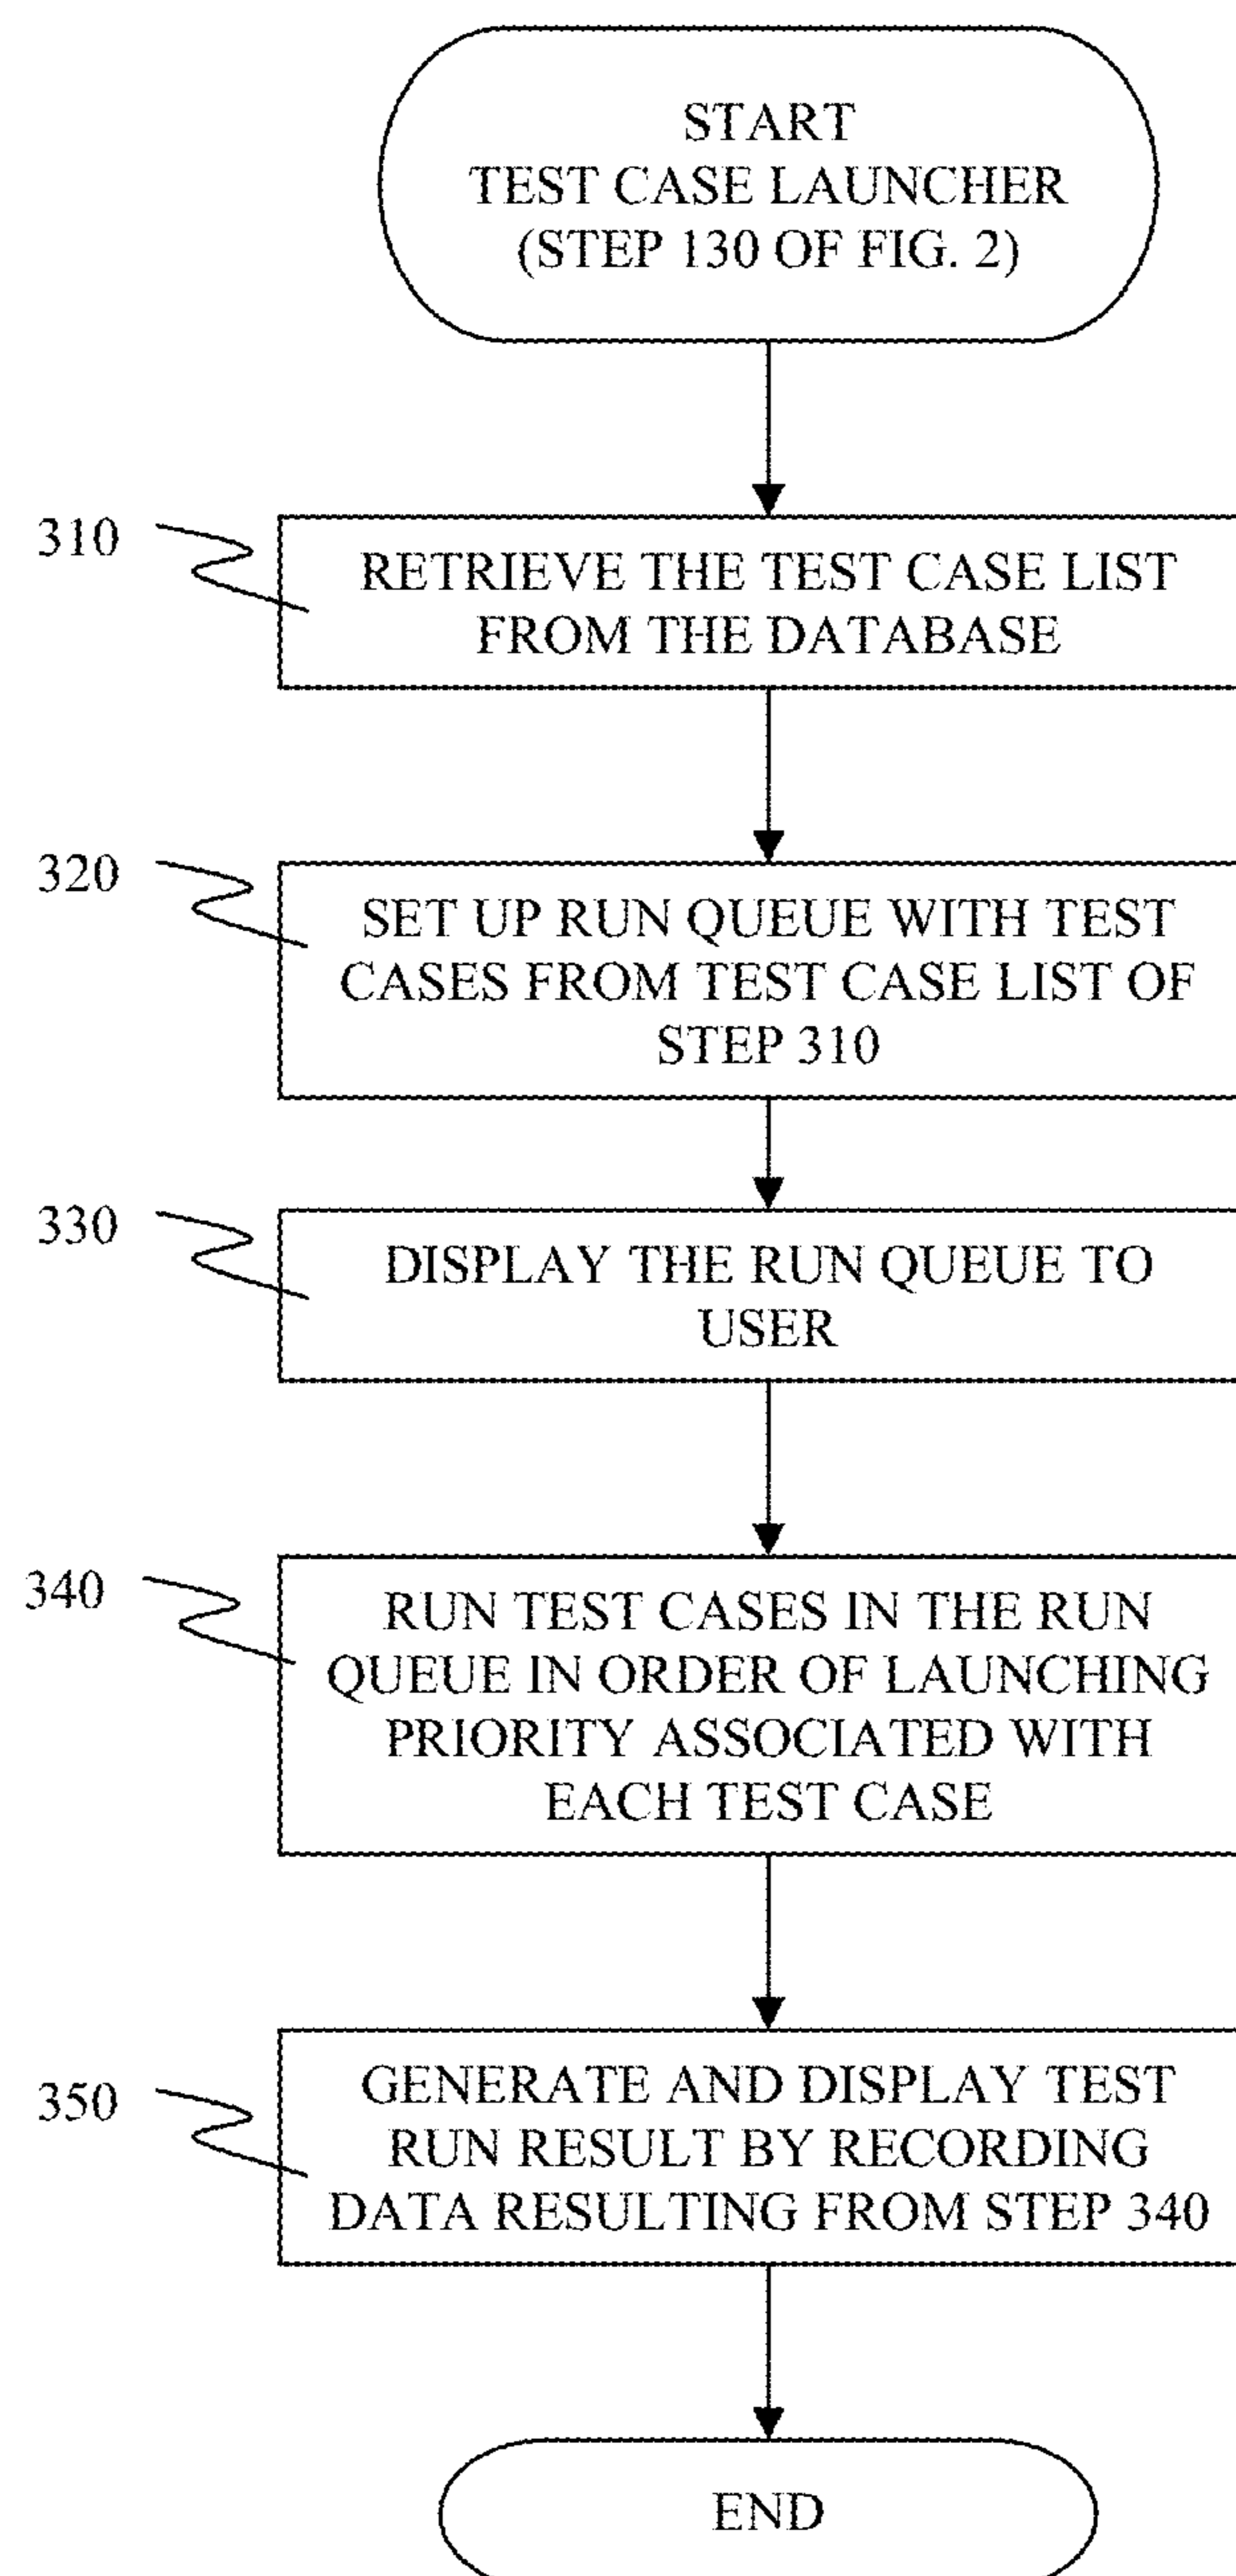 START
TEST CASE LAUNCHER
(STEP 130 OF FIG. 2)
310
RETRIEVE THE TEST CASE LIST
FROM THE DATABASE
320
SET UP RUN QUEUE WITH TEST
CASES FROM TEST CASE LIST OF
STEP 310
330
DISPLAY THE RUN QUEUE TO
USER
340
RUN TEST CASES IN THE RUN
QUEUE IN ORDER OF LAUNCHING
PRIORITY ASSOCIATED WITH
EACH TEST CASE
350
GENERATE AND DISPLAY TEST
RUN RESULT BY RECORDING
DATA RESULTING FROM STEP 340
END